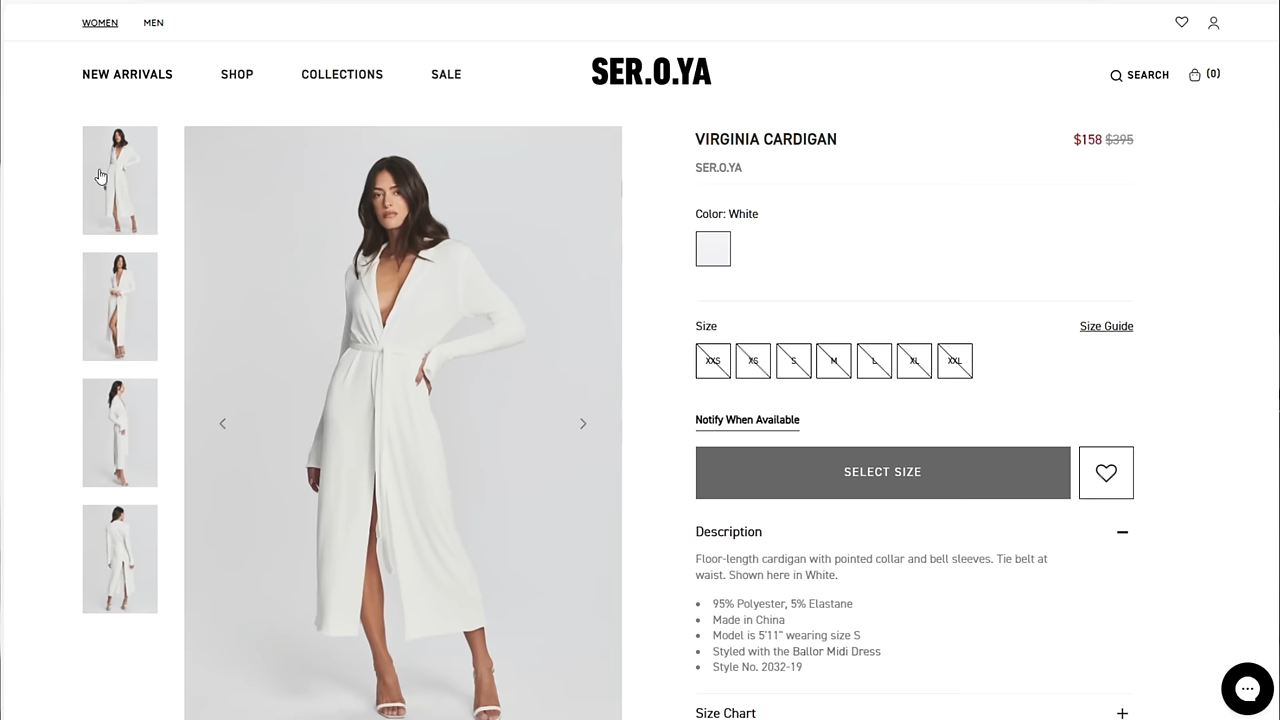 WOMEN MEN
NEW ARRIVALS SHOP COLLECTIONS SALE SER.O.YA SEARCH (0)
VIRGINIA CARDIGAN $158 $395
SER.O.YA
Color: White
Size Size Guide
XXS XS S M L XL XXL
Notify When Available
SELECT SIZE
Description
Floor-length cardigan with pointed collar and bell sleeves. Tie belt at
waist. Shown here in White.
95% Polyester, 5% Elastane
Made in China
Model is 5'11" wearing size S
Styled with the Ballor Midi Dress
Style No. 2032-19
Size Chart